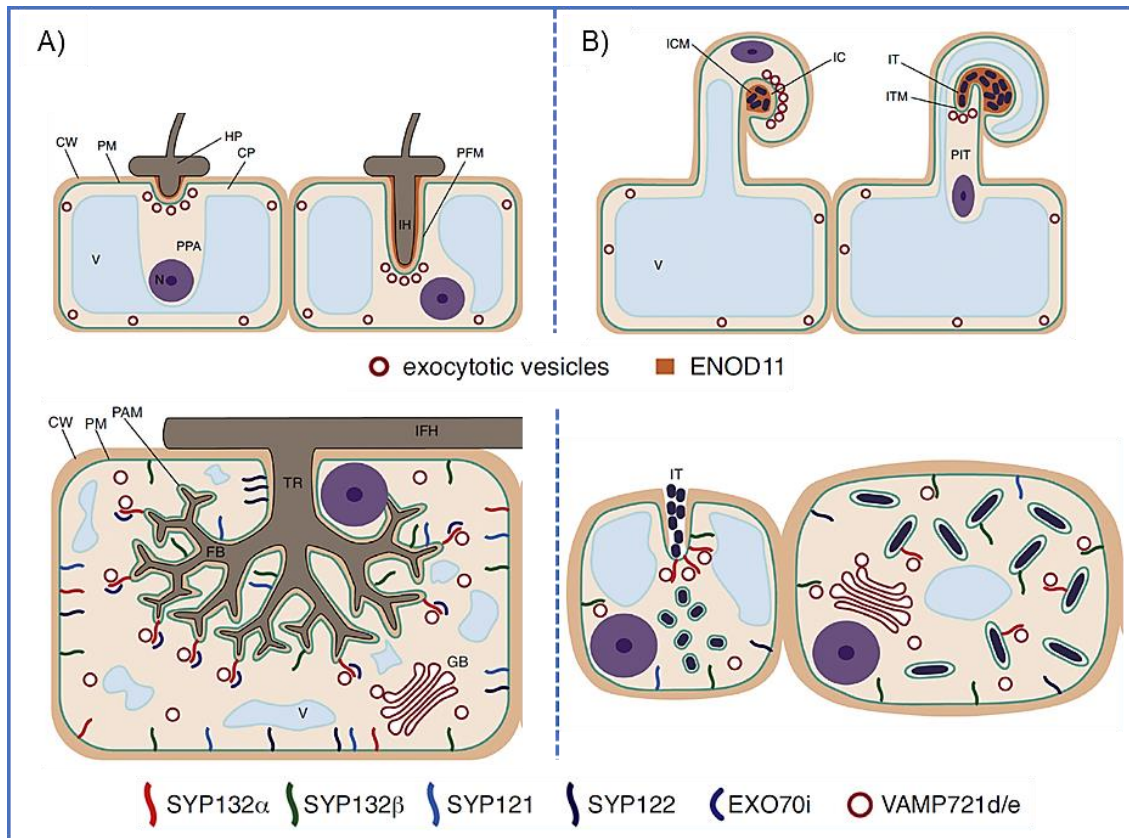 A)
HP
CW
PM
CP
PFM
V
PPA
N
IH
B)
ICM
IC
IT
ITM
PIT
V
exocytotic vesicles
ENOD11
PAM
CW
PM
IFH
TR
FB
GB
V
IT
SYP132α
SYP132β
SYP121
SYP122
EXO70i
VAMP721d/e